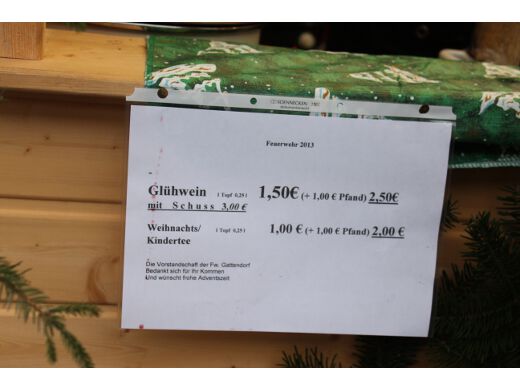 SOENNECKEN
Feuerwehr 2013
Glühwein 1 Topf 0,25 l 1,50€ (+ 1,00 € Pfand) 2,50€
mit Schuss 3,00 €
Weihnachts/ 1 Topf 0,25 l 1,00 € (+ 1,00 € Pfand) 2,00 €
Kindertee
Die Vorstandschaft der Fw. Gattendorf
Bedankt sich für Ihr Kommen
Und wünscht frohe Adventszeit